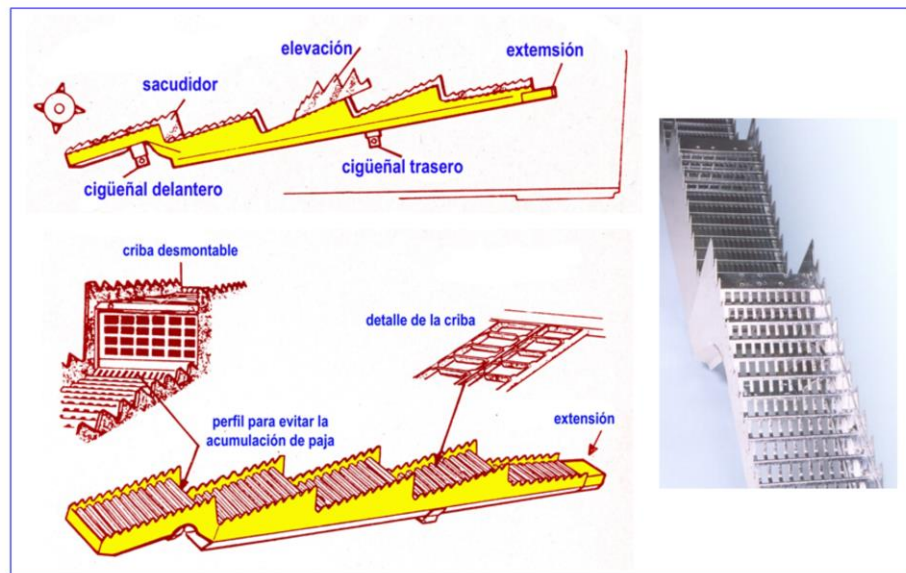 elevación
extemsión
sacudidor
cigüeñal trasero
cigüeñal delantero
criba desmontable
detalle de la criba
perfil para evitar la
acumulación de paja
extensión